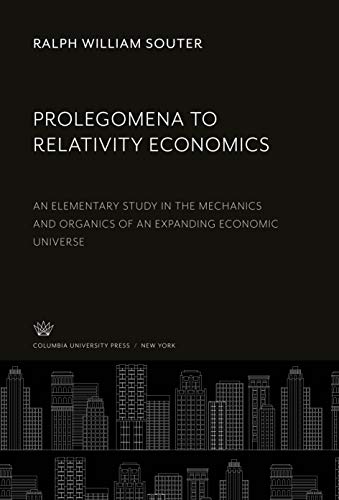 RALPH WILLIAM SOUTER
PROLEGOMENA TO
RELATIVITY ECONOMICS
AN ELEMENTARY STUDY IN THE MECHANICS
AND ORGANICS OF AN EXPANDING ECONOMIC
UNIVERSE
COLUMBIA UNIVERSITY PRESS / NEW YORK